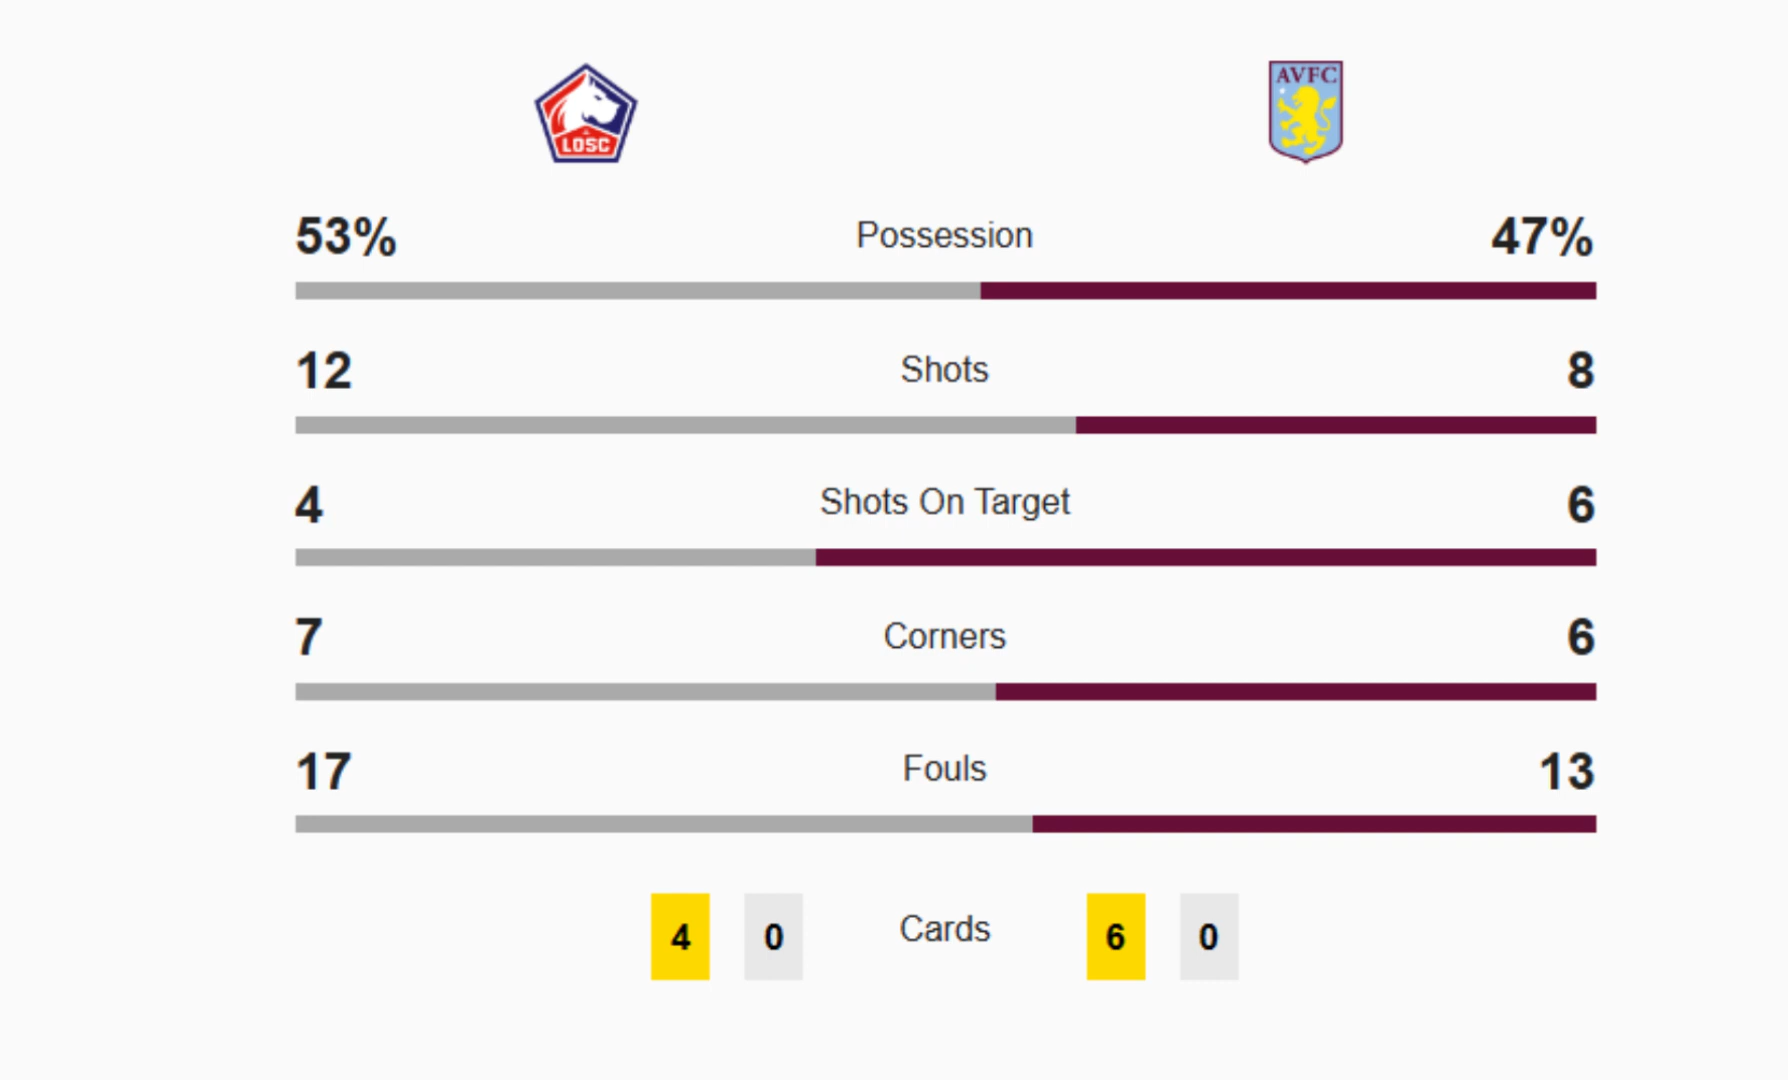 LOSC AVFC
53% Possession 47%
12 Shots 8
4 Shots On Target 6
7 Corners 6
17 Fouls 13
4 0 Cards 6 0